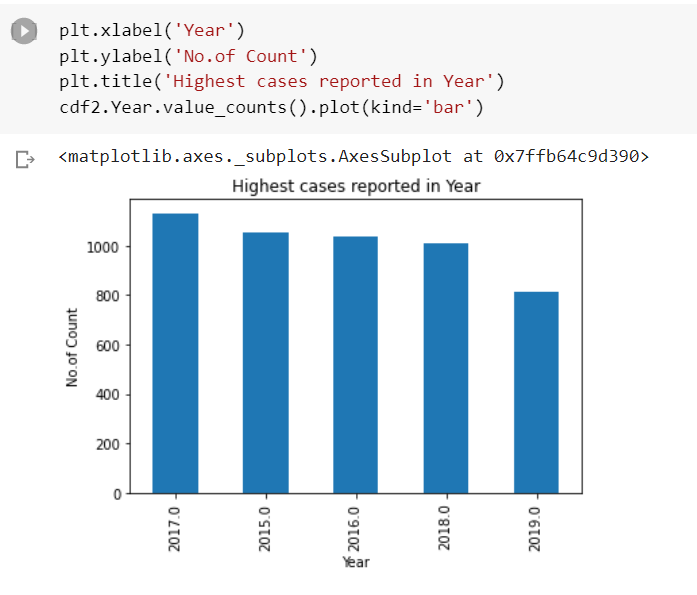 plt.xlabel('Year')
plt.ylabel('No.of Count')
plt.title('Highest cases reported in Year')
cdf2.Year.value_counts().plot(kind='bar')
<matplotlib.axes._subplots.AxesSubplot at 0x7ffb64c9d390>
Highest cases reported in Year
No.of Count
1000
800
600
400
200
0
2017.0 2015.0 2016.0 2018.0 2019.0
Year